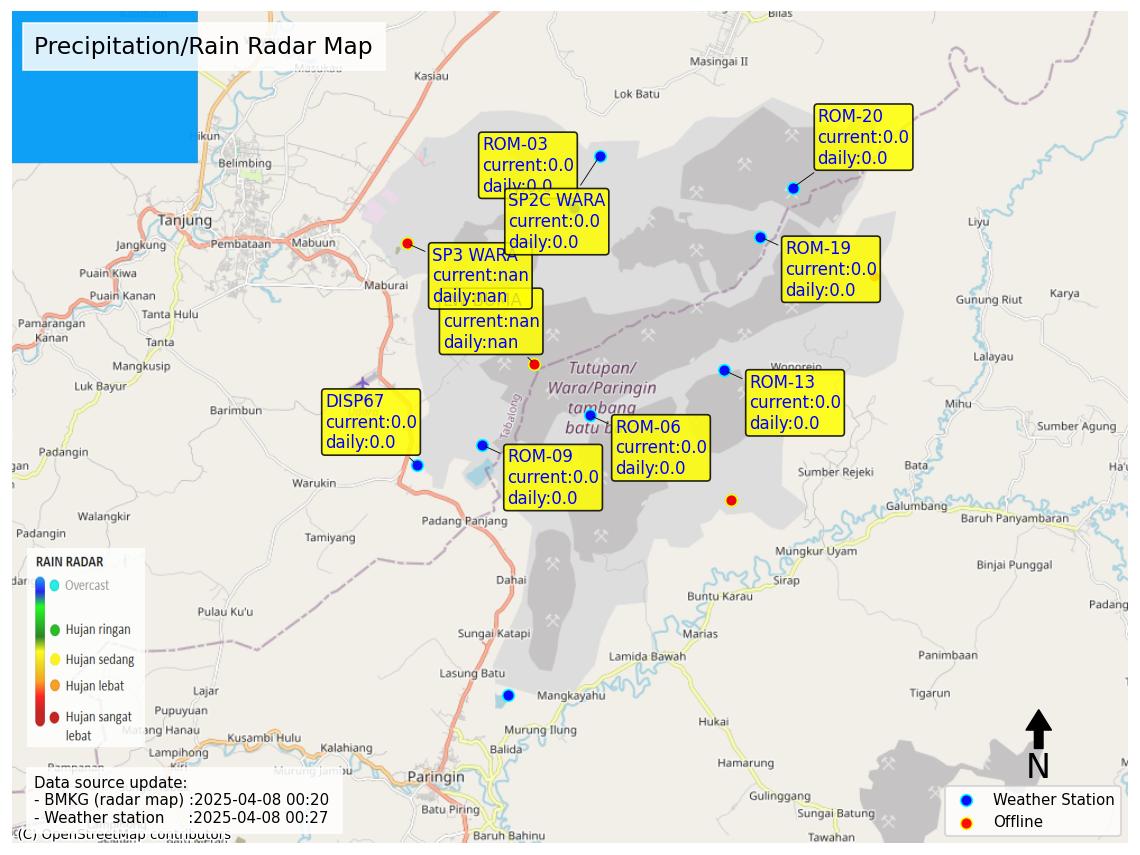 Precipitation/Rain Radar Map
Bilas
Masingai II
Masukau
Kasiau
Lok Batu
Hikun
Belimbing
Tanjung
Jangkung
Pembataan
Mabuun
Puain Kiwa
Maburai
Puain Kanan
Tanta Hulu
Pamarangan
Kanan
Tanta
Mangkusip
Luk Bayur
Barimbun
Padangin
Warukin
Walangkir
Padangin
Tamiyang
Padang Panjang
Dahai
Pulau Ku'u
Sungai Katapi
Lasung Batu
Lajar
Pupuyuan
Matang Hanau
Lampihong
Kusambi Hulu
Kalahiang
Murung Jambu
Pampanan
Paringin
Balida
Batu Piring
Baruh Bahinu
Mangkayahu
Murung Ilung
Lamida Bawah
Marias
Buntu Karau
Sirap
Mungkur Uyam
Hukai
Hamarung
Gulinggang
Sungai Batung
Tawahan
Tigarun
Panimbaan
Binjai Punggal
Baruh Panyambaran
Galumbang
Sumber Rejeki
Bata
Sumber Agung
Mihu
Lalayau
Gunung Riut
Karya
Liyu
Wonorejo
Padang
Tabalong
Tutupan/
Wara/Paringin
tambang
batu b
ROM-03
current:0.0
daily:0.0
SP2C WARA
current:0.0
daily:0.0
SP3 WARA
current:nan
daily:nan
current:nan
daily:nan
ROM-20
current:0.0
daily:0.0
ROM-19
current:0.0
daily:0.0
ROM-13
current:0.0
daily:0.0
ROM-06
current:0.0
daily:0.0
ROM-09
current:0.0
daily:0.0
DISP67
current:0.0
daily:0.0
RAIN RADAR
Overcast
Hujan ringan
Hujan sedang
Hujan lebat
Hujan sangat
lebat
Data source update:
- BMKG (radar map) :2025-04-08 00:20
- Weather station :2025-04-08 00:27
(C) OpenStreetMap contributors
N
Weather Station
Offline